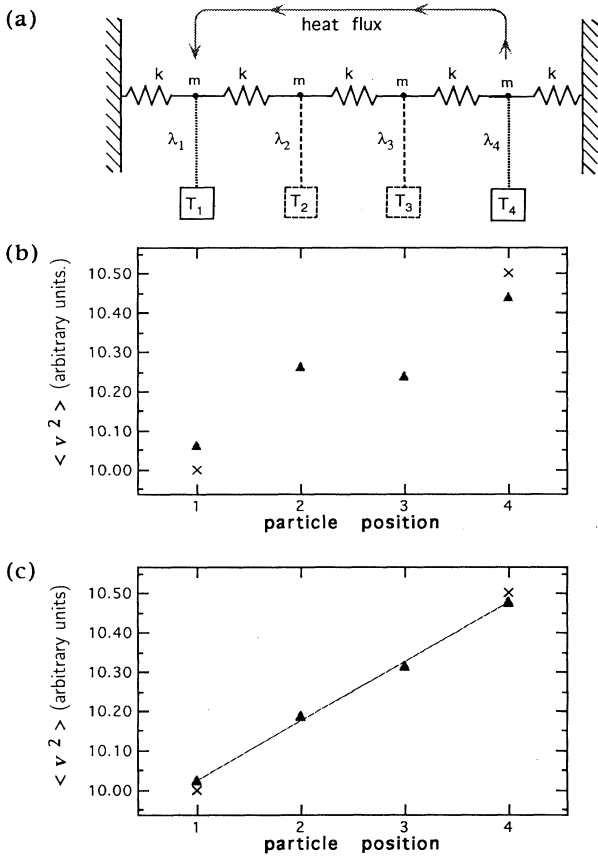 (a)
heat flux
k m k m k m k m k
λ1 λ2 λ3 λ4
T1 T2 T3 T4
(b)
< v 2 > (arbitrary units.)
10.50
10.40
10.30
10.20
10.10
10.00
1 2 3 4
particle position
(c)
< v 2 > (arbitrary units)
10.50
10.40
10.30
10.20
10.10
10.00
1 2 3 4
particle position